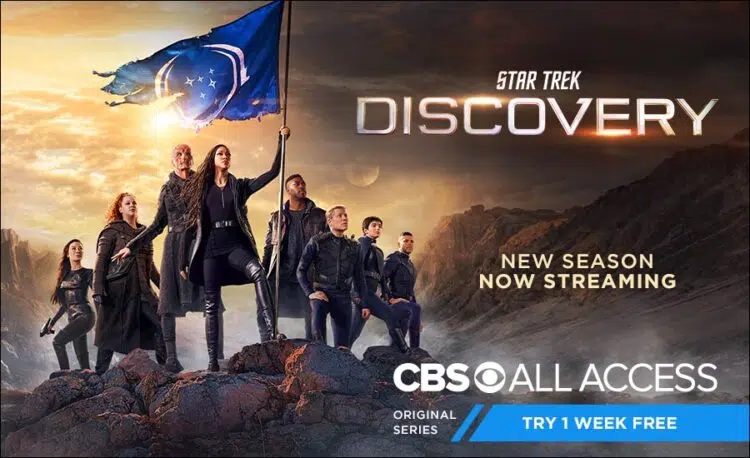 STAR TREK
DISCOVERY
NEW SEASON
NOW STREAMING
CBS ALL ACCESS
ORIGINAL
SERIES
TRY 1 WEEK FREE